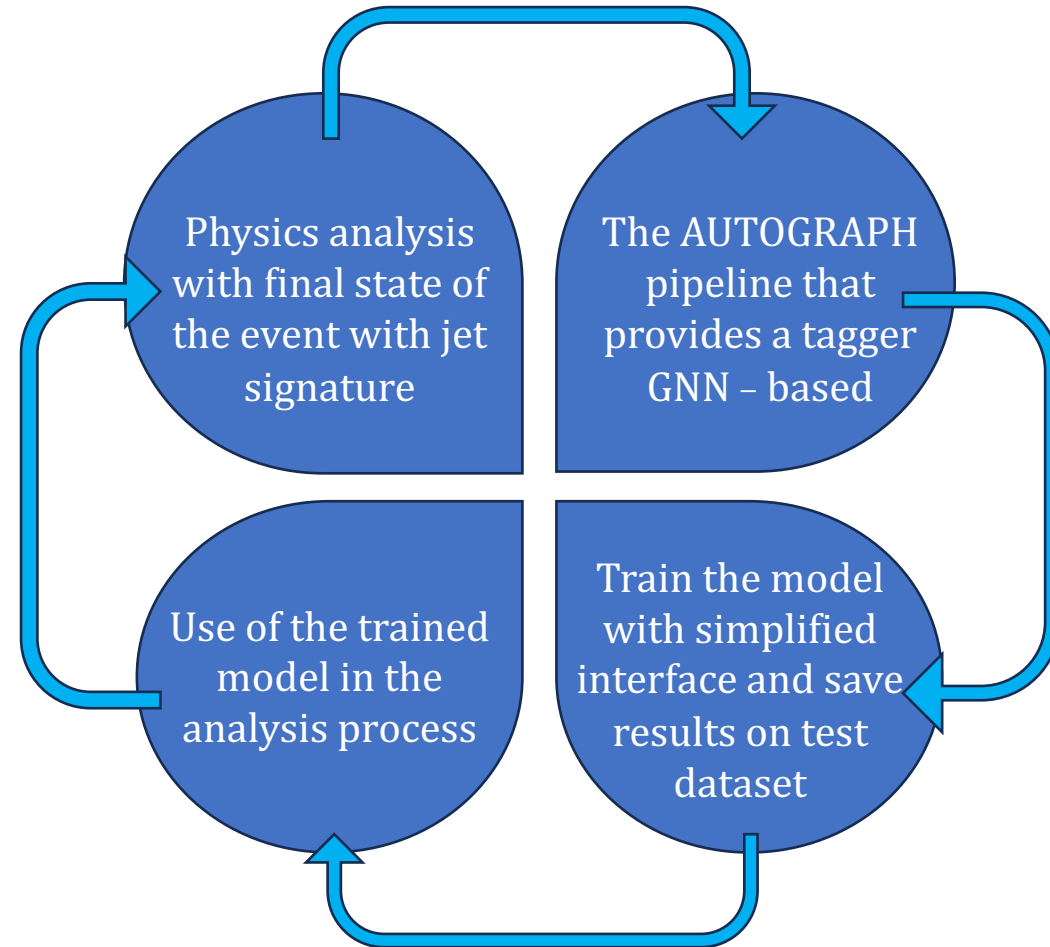 Physics analysis
with final state of
the event with jet
signature
The AUTOGRAPH
pipeline that
provides a tagger
GNN – based
Train the model
with simplified
interface and save
results on test
dataset
Use of the trained
model in the
analysis process